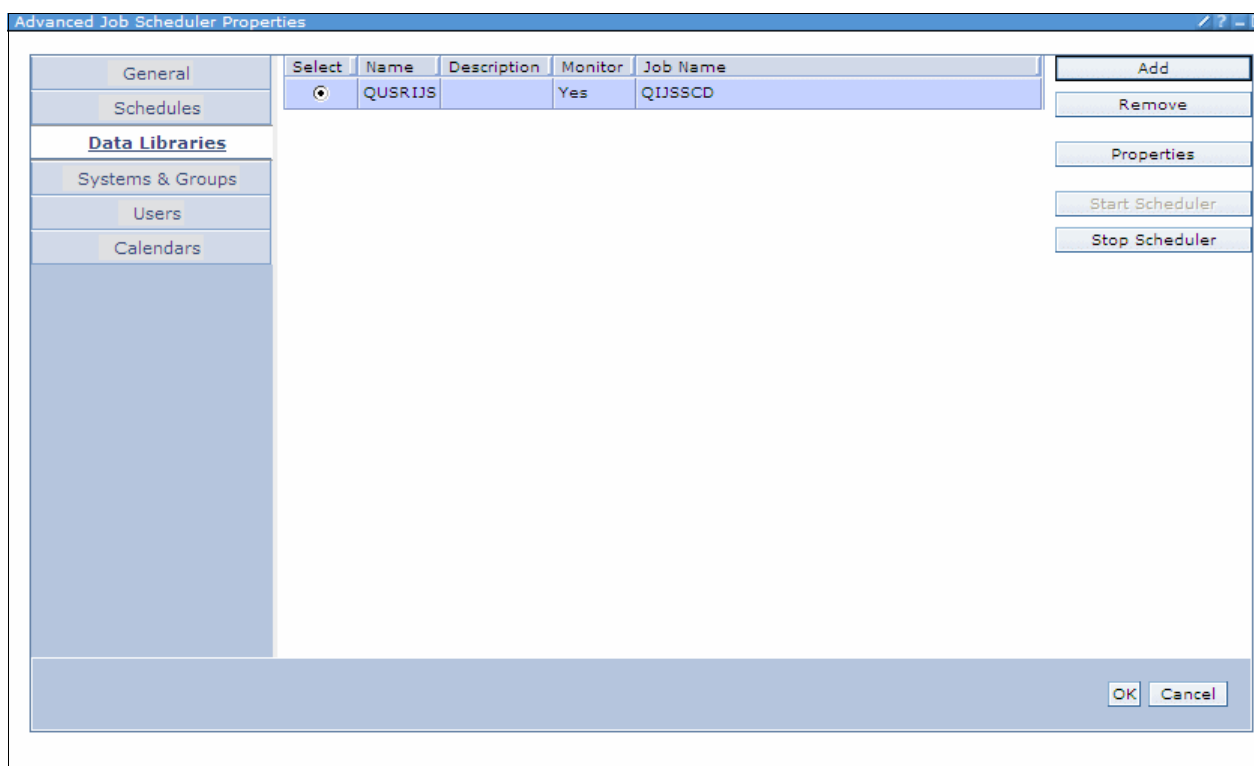 Advanced Job Scheduler Properties
General
Schedules
Data Libraries
Systems & Groups
Users
Calendars
Select Name Description Monitor Job Name
QUSRIJS Yes QIJSSCD
Add
Remove
Properties
Start Scheduler
Stop Scheduler
OK Cancel